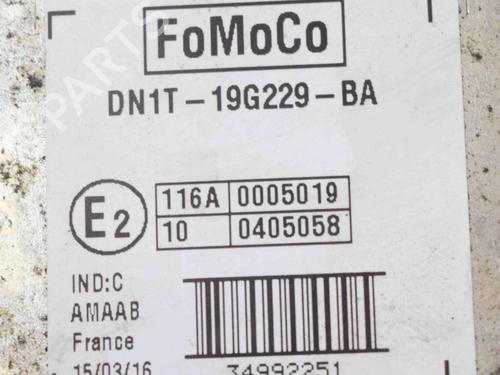 FoMoCo
DN1T-19G229-BA
E2
116A 0005019
10 0405058
IND:C
AMAAB
France
15/03/16
34992251